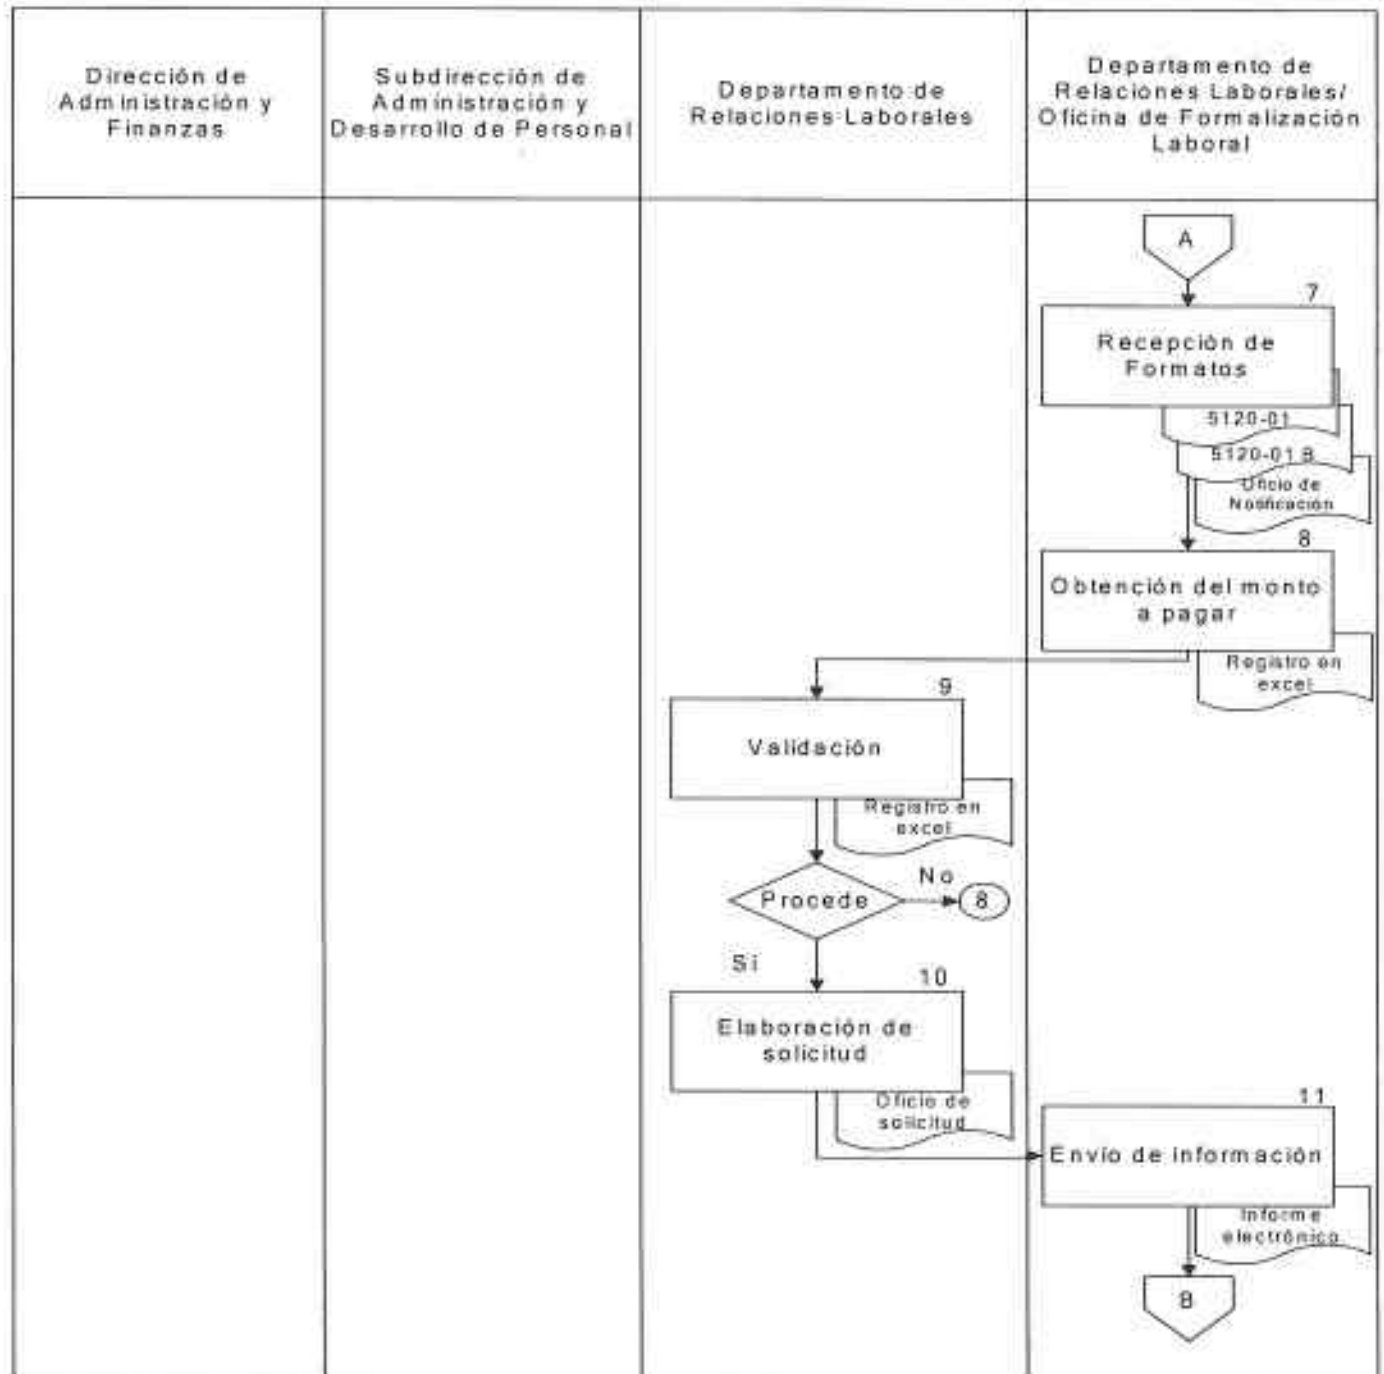 Dirección de
Administración y
Finanzas
Subdirección de
Administración y
Desarrollo de Personal
Departamento de
Relaciones Laborales
Departamento de
Relaciones Laborales/
Oficina de Formalización
Laboral
A
7
Recepción de
Formatos
5120-01
5120-01 B
Oficio de
Notificación
8
Obtención del monto
a pagar
Registro en
excel
9
Validación
Registro en
excel
Procede
No
8
Si
10
Elaboración de
solicitud
Oficio de
solicitud
11
Envío de información
Informe
electrónico
B